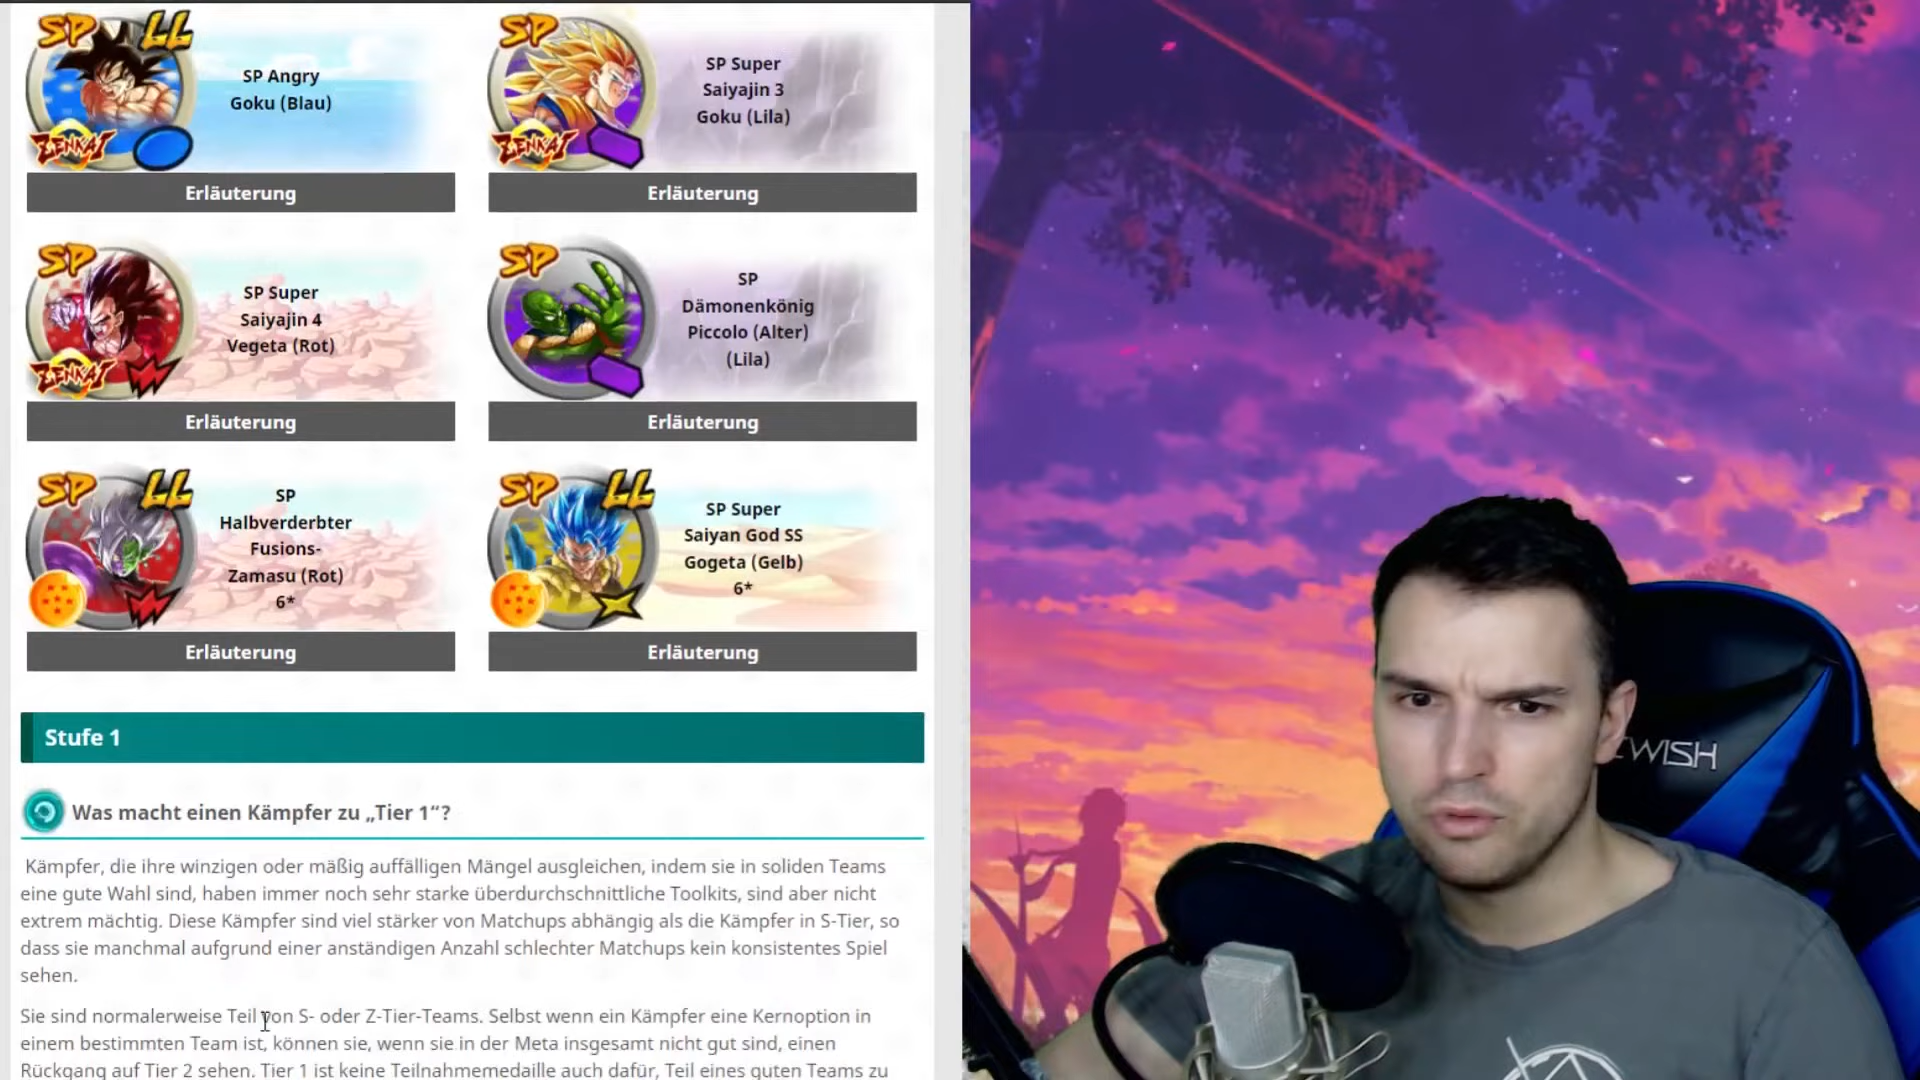 SP LL
SP Angry
Goku (Blau)
ZENKAI
Erläuterung
SP
SP Super
Saiyajin 3
Goku (Lila)
ZENKAI
Erläuterung
SP
SP Super
Saiyajin 4
Vegeta (Rot)
ZENKAI
Erläuterung
SP
SP
Dämonenkönig
Piccolo (Alter)
(Lila)
Erläuterung
SP LL
SP
Halbverderbter
Fusions-
Zamasu (Rot)
6*
Erläuterung
SP LL
SP Super
Saiyan God SS
Gogeta (Gelb)
6*
Erläuterung
Stufe 1
Was macht einen Kämpfer zu „Tier 1“?
Kämpfer, die ihre winzigen oder mäßig auffälligen Mängel ausgleichen, indem sie in soliden Teams
eine gute Wahl sind, haben immer noch sehr starke überdurchschnittliche Toolkits, sind aber nicht
extrem mächtig. Diese Kämpfer sind viel stärker von Matchups abhängig als die Kämpfer in S-Tier, so
dass sie manchmal aufgrund einer anständigen Anzahl schlechter Matchups kein konsistentes Spiel
sehen.
Sie sind normalerweise Teil von S- oder Z-Tier-Teams. Selbst wenn ein Kämpfer eine Kernoption in
einem bestimmten Team ist, können sie, wenn sie in der Meta insgesamt nicht gut sind, einen
Rückgang auf Tier 2 sehen. Tier 1 ist keine Teilnahmemedaille auch dafür, Teil eines guten Teams zu
WISH